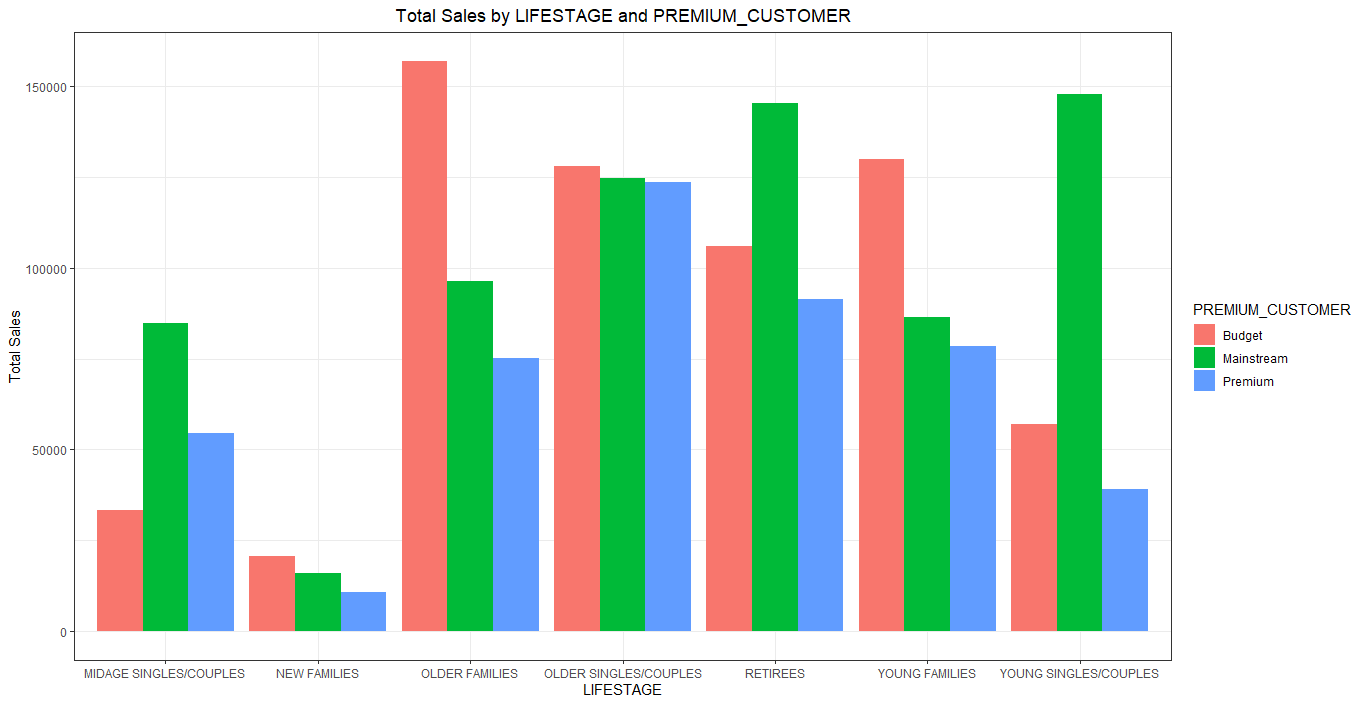 Total Sales by LIFESTAGE and PREMIUM_CUSTOMER
Total Sales
150000
100000
50000
0
MIDAGE SINGLES/COUPLES NEW FAMILIES OLDER FAMILIES OLDER SINGLES/COUPLES RETIREES YOUNG FAMILIES YOUNG SINGLES/COUPLES
LIFESTAGE
PREMIUM_CUSTOMER
Budget
Mainstream
Premium